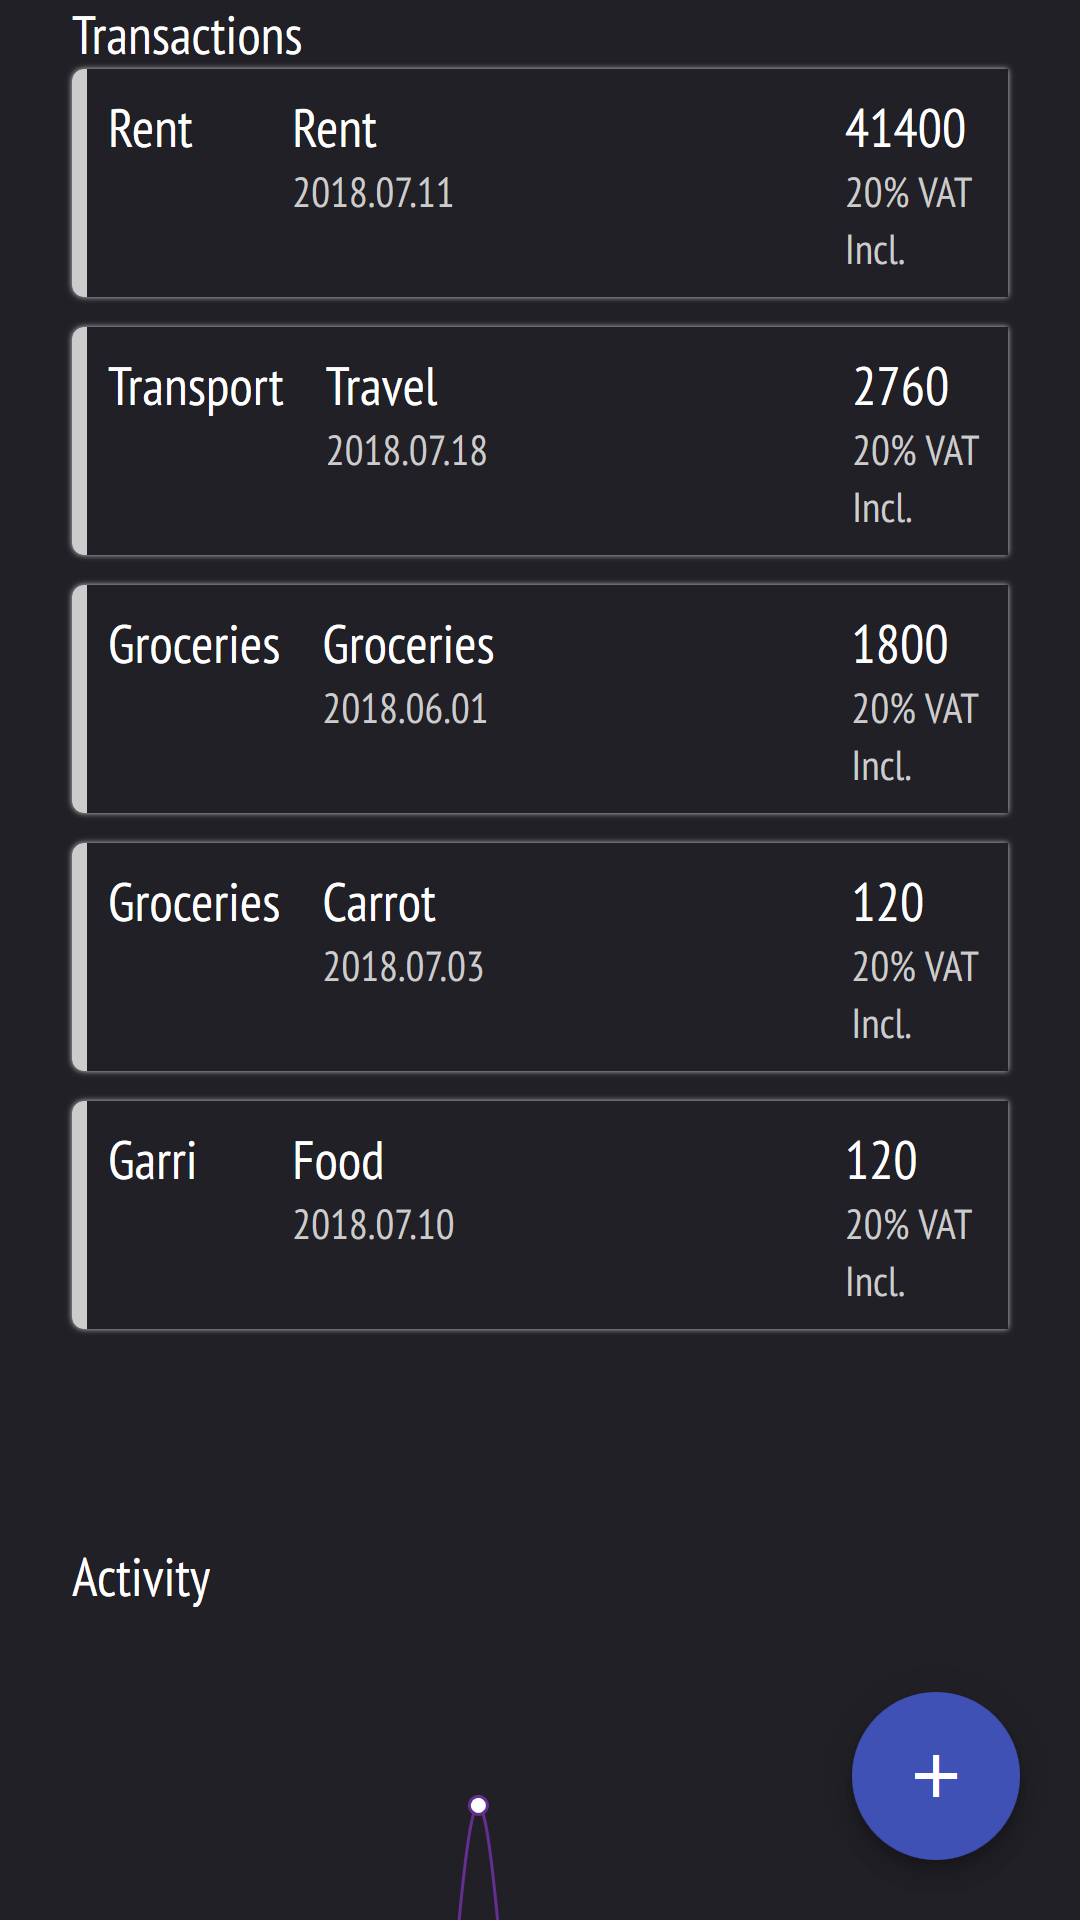 Transactions
Rent Rent 41400
2018.07.11 20% VAT
Incl.
Transport Travel 2760
2018.07.18 20% VAT
Incl.
Groceries Groceries 1800
2018.06.01 20% VAT
Incl.
Groceries Carrot 120
2018.07.03 20% VAT
Incl.
Garri Food 120
2018.07.10 20% VAT
Incl.
Activity
+